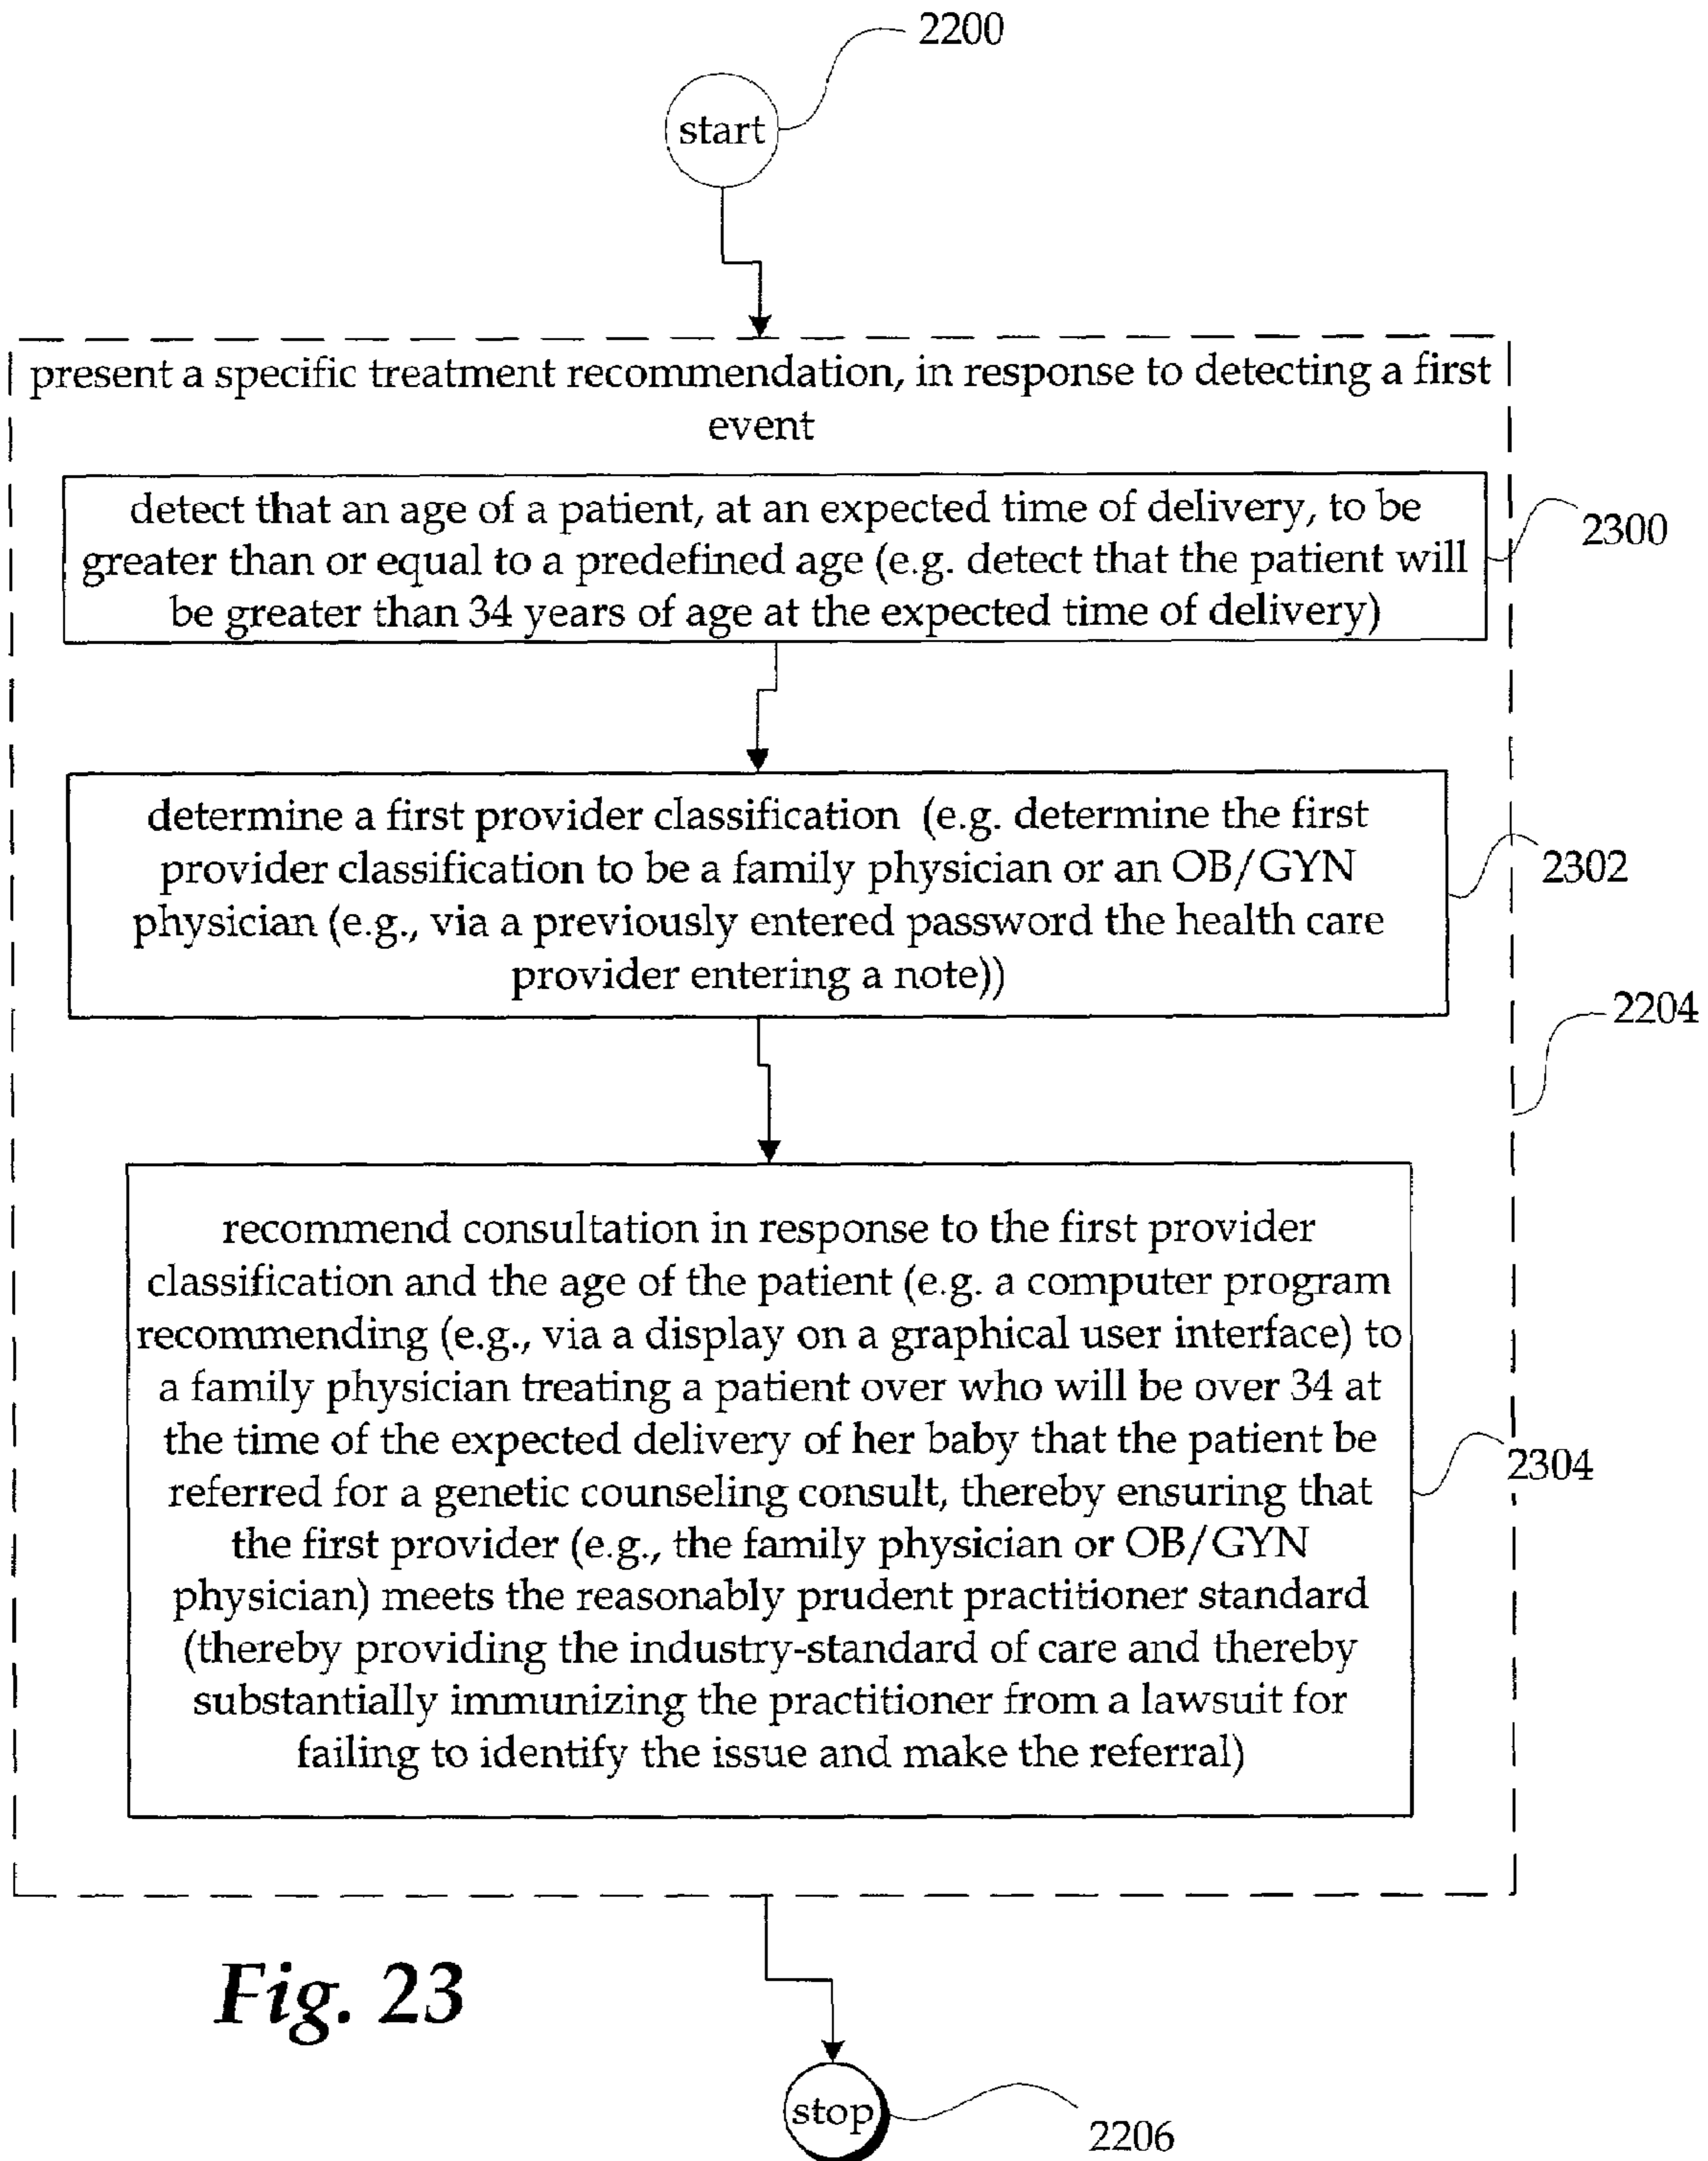 2200
start
present a specific treatment recommendation, in response to detecting a first
event
detect that an age of a patient, at an expected time of delivery, to be
greater than or equal to a predefined age (e.g. detect that the patient will
be greater than 34 years of age at the expected time of delivery)
2300
determine a first provider classification (e.g. determine the first
provider classification to be a family physician or an OB/GYN
physician (e.g., via a previously entered password the health care
provider entering a note))
2302
2204
recommend consultation in response to the first provider
classification and the age of the patient (e.g. a computer program
recommending (e.g., via a display on a graphical user interface) to
a family physician treating a patient over who will be over 34 at
the time of the expected delivery of her baby that the patient be
referred for a genetic counseling consult, thereby ensuring that
the first provider (e.g., the family physician or OB/GYN
physician) meets the reasonably prudent practitioner standard
(thereby providing the industry-standard of care and thereby
substantially immunizing the practitioner from a lawsuit for
failing to identify the issue and make the referral)
2304
Fig. 23
stop
2206